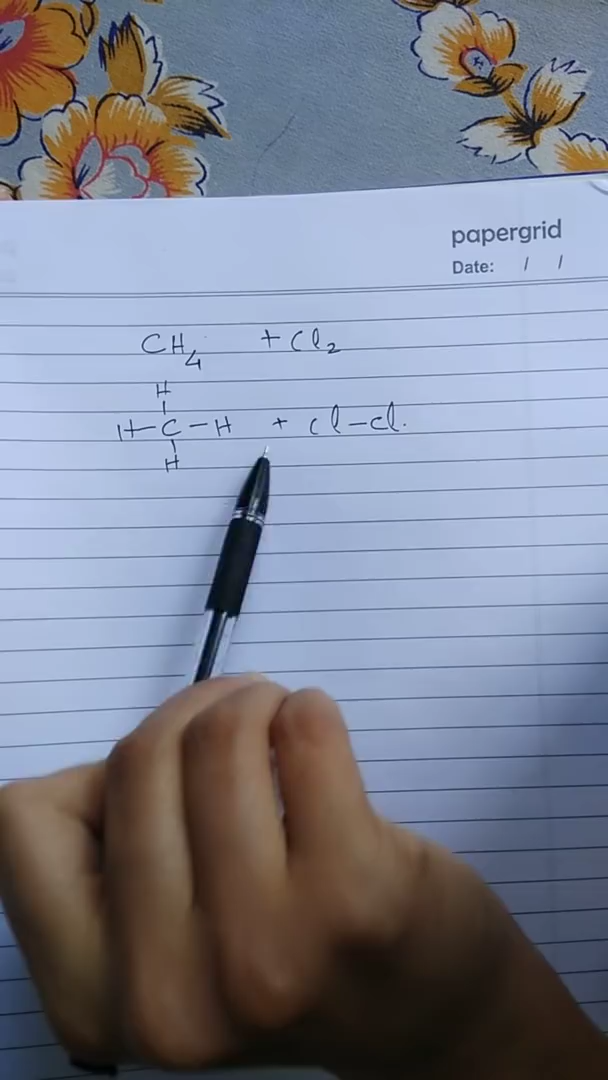 papergrid
Date: / /
CH4 + Cl2
H
H-C-H + Cl-Cl.
H